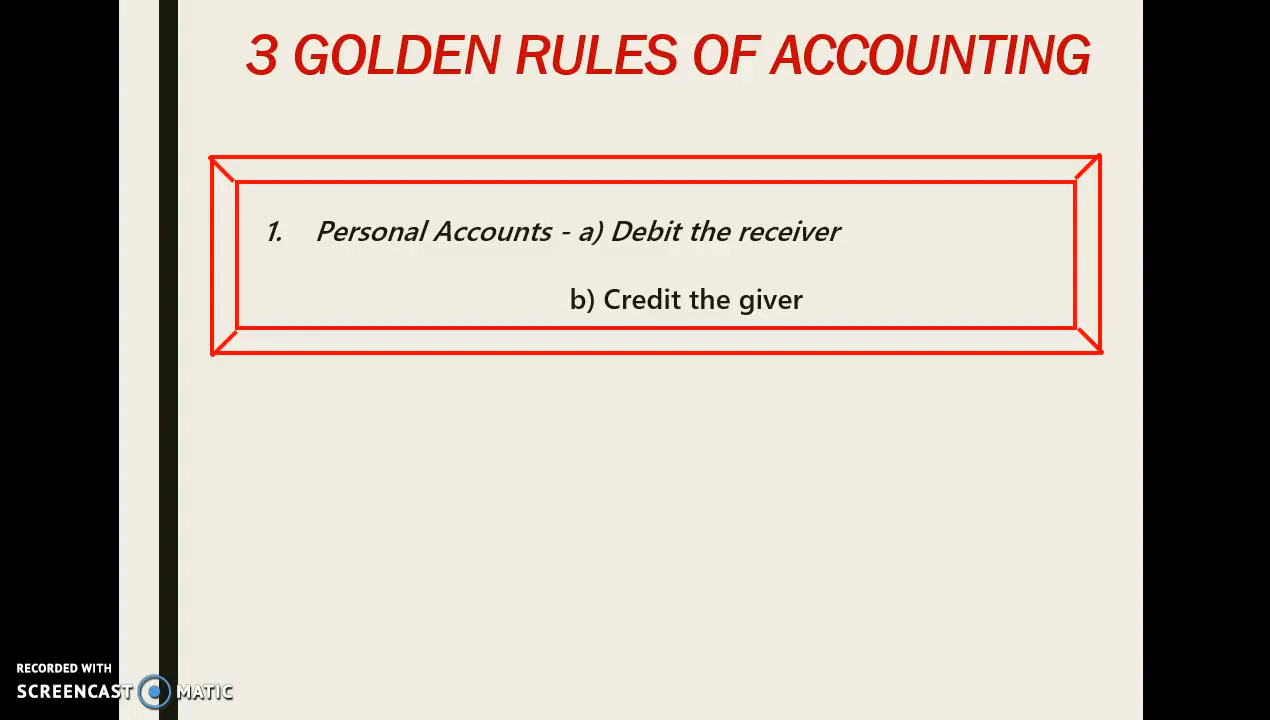 3 GOLDEN RULES OF ACCOUNTING
1. Personal Accounts - a) Debit the receiver
b) Credit the giver
RECORDED WITH
SCREENCAST MATIC